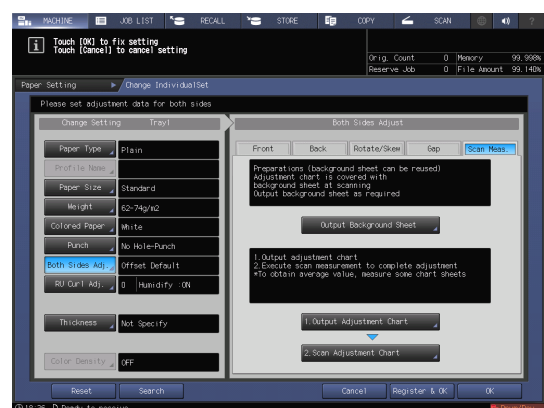 MACHINE JOB LIST RECALL STORE COPY SCAN
Touch [OK] to fix setting
Touch [Cancel] to cancel setting
Orig. Count 0 Memory 99.998%
Reserve Job 0 File Amount 99.140%
Paper Setting Change IndividualSet
Please set adjustment data for both sides
Change Setting Tray1
Paper Type Plain
Profile Name
Paper Size Standard
Weight 62-74g/m2
Colored Paper White
Punch No Hole-Punch
Both Sides Adj. Offset Default
RU Curl Adj. 0 Humidify :ON
Thickness Not Specify
Color Density OFF
Both Sides Adjust
Front Back Rotate/Skew Gap Scan Meas.
Preparations (background sheet can be reused)
Adjustment chart is covered with
background sheet at scanning
Output background sheet as required
Output Background Sheet
1.Output adjustment chart
2.Execute scan measurement to complete adjustment
*To obtain average value, measure some chart sheets
1.Output Adjustment Chart
2.Scan Adjustment Chart
Reset Search Cancel Register & OK OK